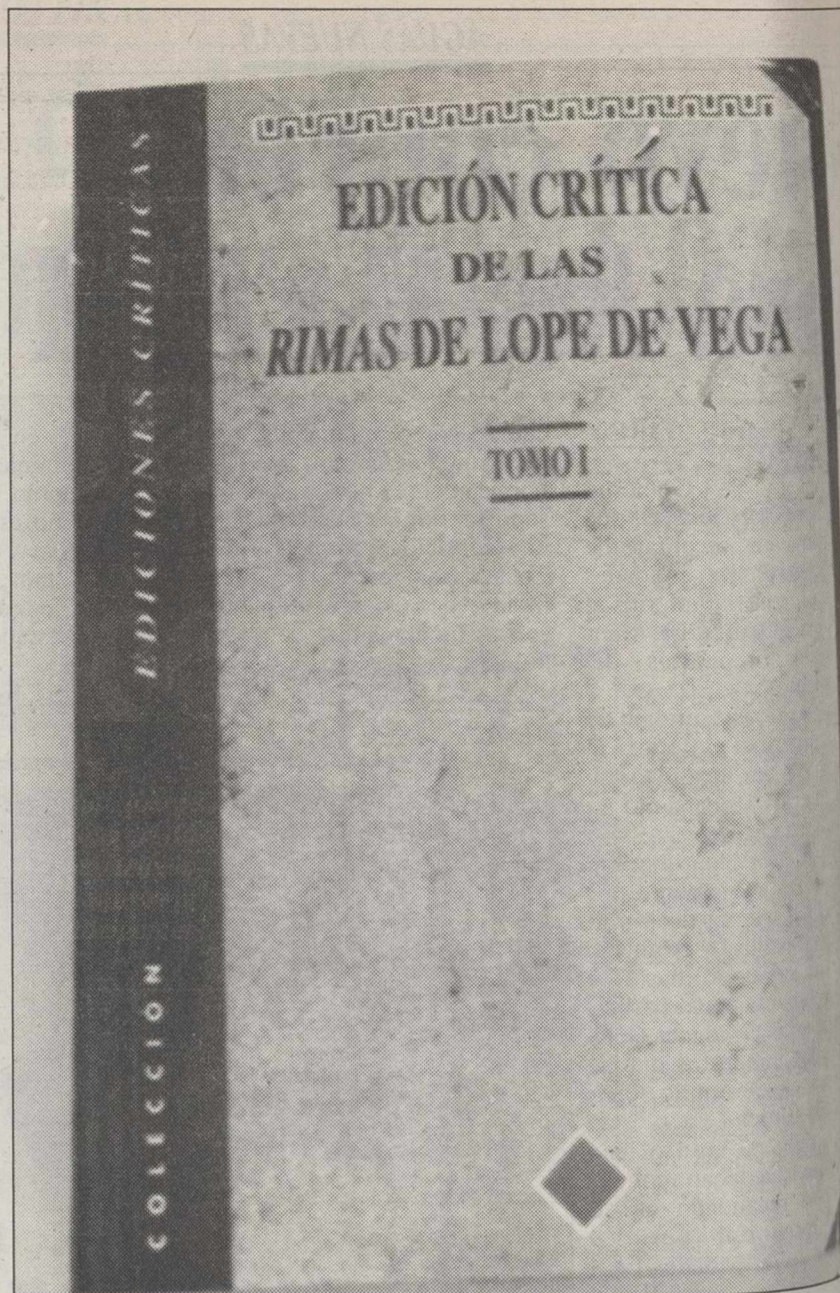 EDICIÓN CRÍTICA
DE LAS
RIMAS DE LOPE DE VEGA
TOMO I
COLECCIÓN EDICIONES CRÍTICAS